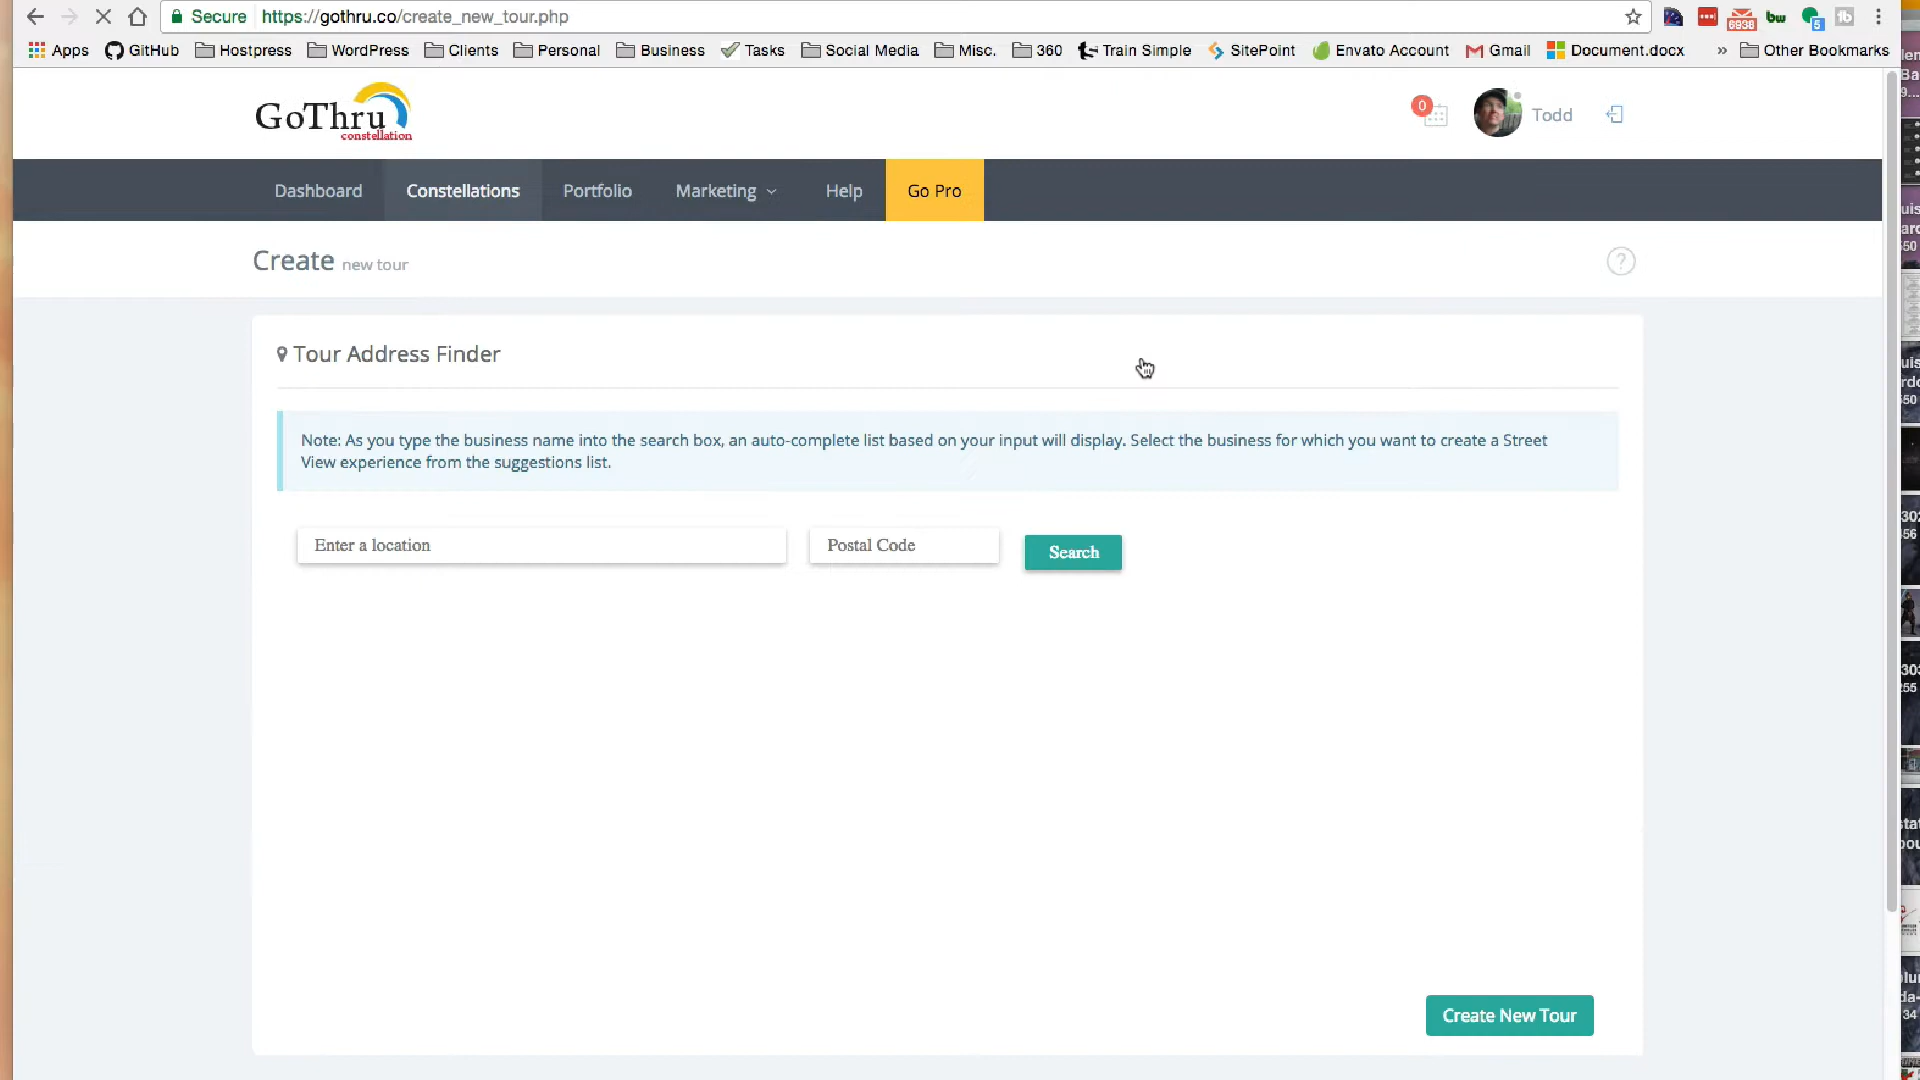 Secure https://gothru.co/create_new_tour.php
6938
bw
5
Apps GitHub Hostpress WordPress Clients Personal Business Tasks Social Media Misc. 360 Train Simple SitePoint Envato Account Gmail Document.docx » Other Bookmarks
GoThru
constellation
0
Todd
Dashboard Constellations Portfolio Marketing Help Go Pro
Create new tour
?
Tour Address Finder
Note: As you type the business name into the search box, an auto-complete list based on your input will display. Select the business for which you want to create a Street
View experience from the suggestions list.
Enter a location Postal Code Search
Create New Tour